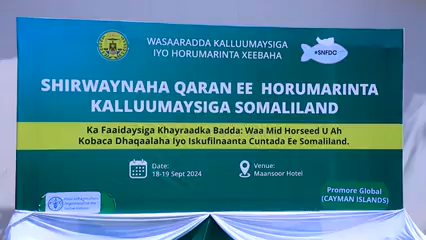 WASAARADDA KALLUUMAYSIGA
IYO HORUMARINTA XEEBAHA
#SNFDC
SHIRWAYNAHA QARAN EE HORUMARINTA
KALLUUMAYSIGA SOMALILAND
Ka Faaidaysiga Khayraadka Badda: Waa Mid Horseed U Ah
Kobaca Dhaqaalaha Iyo Iskufilnaanta Cuntada Ee Somaliland.
Date:
18-19 Sept 2024
Venue:
Maansoor Hotel
Promore Global
(CAYMAN ISLANDS)